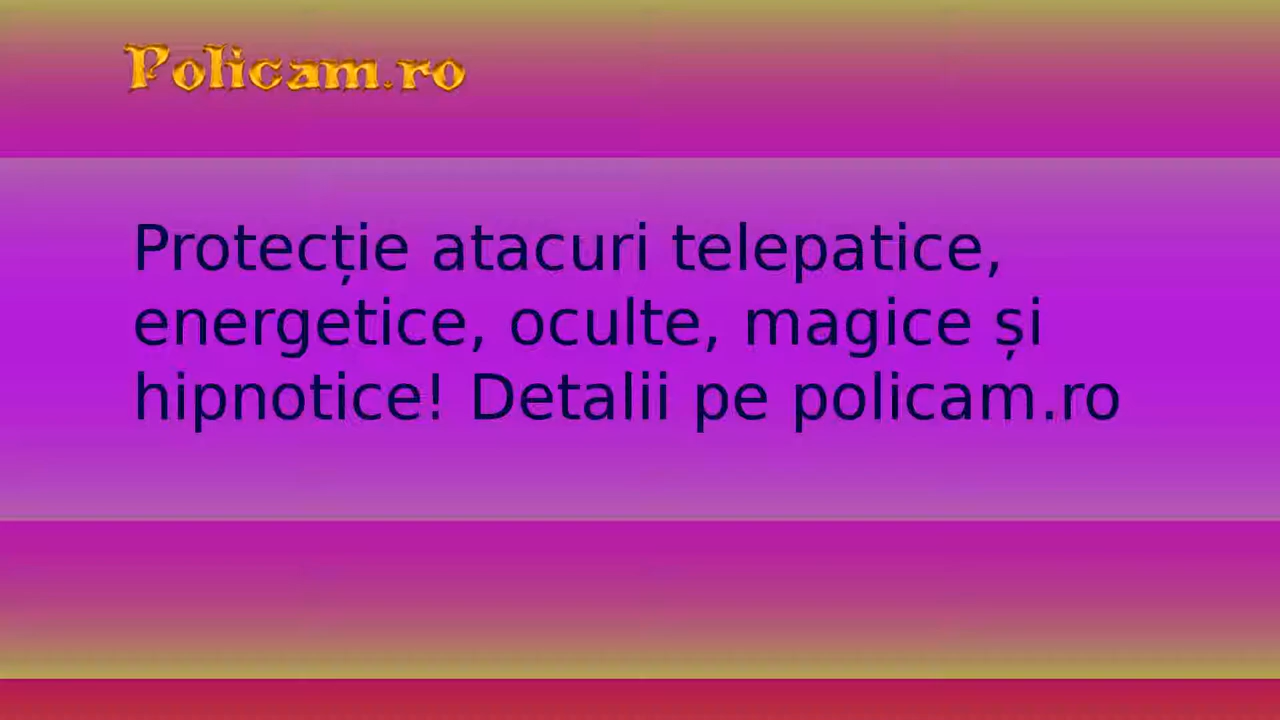 Policam.ro
Protecție atacuri telepatice,
energetice, oculte, magice și
hipnotice! Detalii pe policam.ro